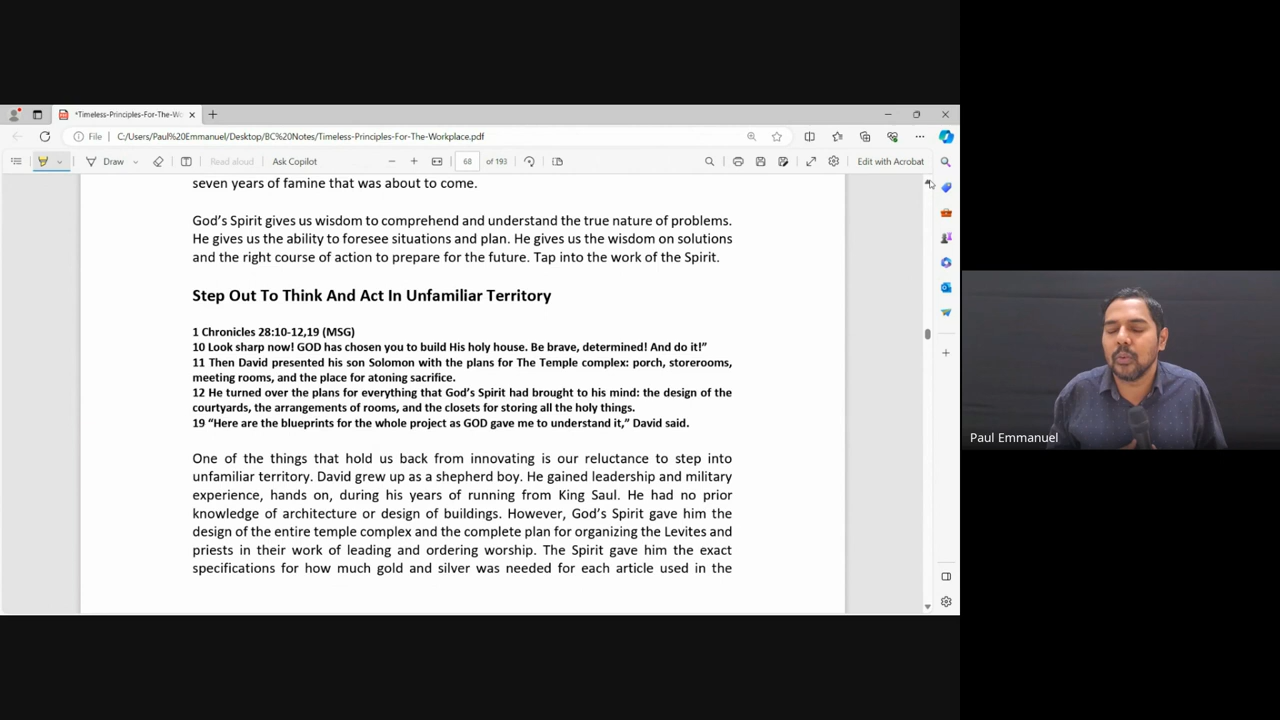 *Timeless-Principles-For-The-Wo
File
C:/Users/Paul%20Emmanuel/Desktop/BC%20Notes/Timeless-Principles-For-The-Workplace.pdf
Draw
Read aloud
Ask Copilot
68
of 193
Edit with Acrobat
seven years of famine that was about to come.
God’s Spirit gives us wisdom to comprehend and understand the true nature of problems.
He gives us the ability to foresee situations and plan. He gives us the wisdom on solutions
and the right course of action to prepare for the future. Tap into the work of the Spirit.
Step Out To Think And Act In Unfamiliar Territory
1 Chronicles 28:10-12,19 (MSG)
10 Look sharp now! GOD has chosen you to build His holy house. Be brave, determined! And do it!”
11 Then David presented his son Solomon with the plans for The Temple complex: porch, storerooms,
meeting rooms, and the place for atoning sacrifice.
12 He turned over the plans for everything that God’s Spirit had brought to his mind: the design of the
courtyards, the arrangements of rooms, and the closets for storing all the holy things.
19 “Here are the blueprints for the whole project as GOD gave me to understand it,” David said.
One of the things that hold us back from innovating is our reluctance to step into
unfamiliar territory. David grew up as a shepherd boy. He gained leadership and military
experience, hands on, during his years of running from King Saul. He had no prior
knowledge of architecture or design of buildings. However, God’s Spirit gave him the
design of the entire temple complex and the complete plan for organizing the Levites and
priests in their work of leading and ordering worship. The Spirit gave him the exact
specifications for how much gold and silver was needed for each article used in the
Paul Emmanuel